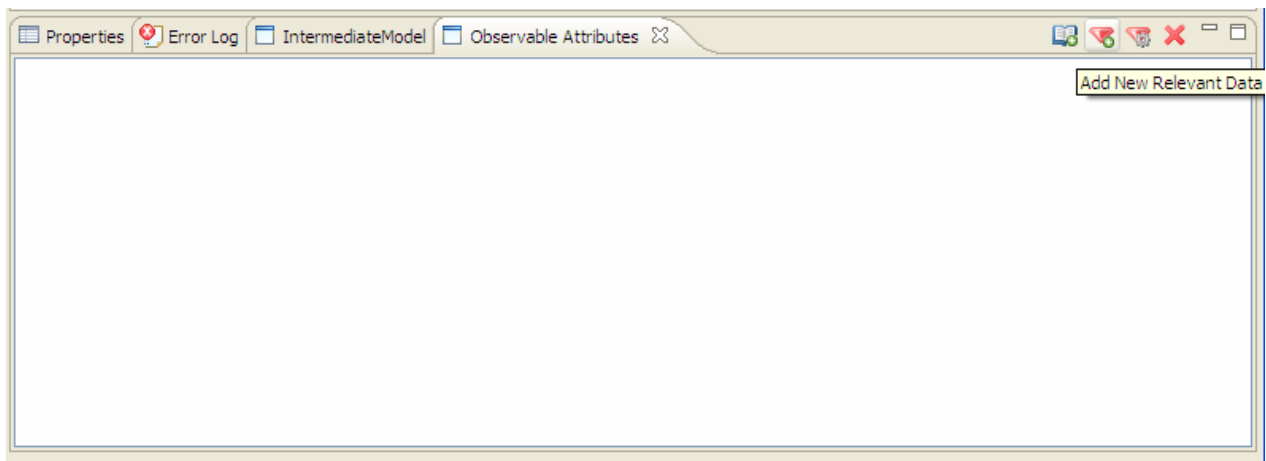 Properties Error Log IntermediateModel Observable Attributes
Add New Relevant Data